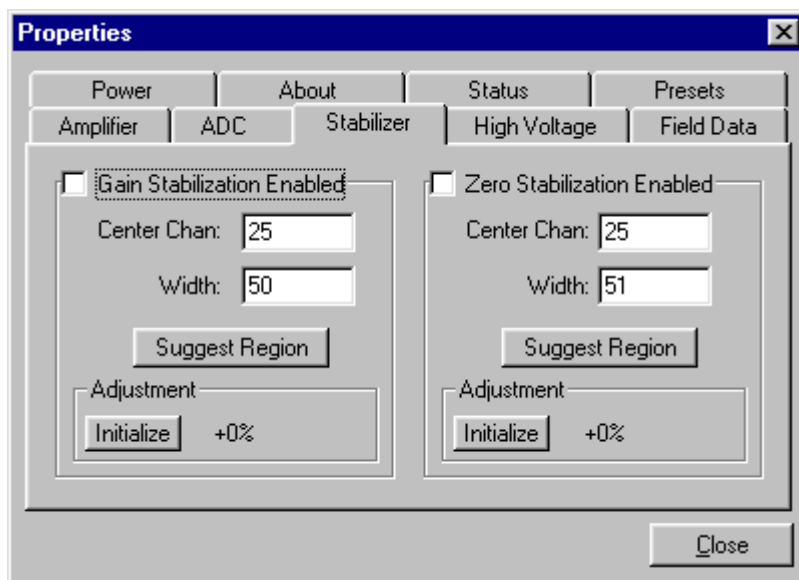 Properties
Power About Status Presets
Amplifier ADC Stabilizer High Voltage Field Data
Gain Stabilization Enabled
Center Chan: 25
Width: 50
Suggest Region
Adjustment
Initialize +0%
Zero Stabilization Enabled
Center Chan: 25
Width: 51
Suggest Region
Adjustment
Initialize +0%
Close